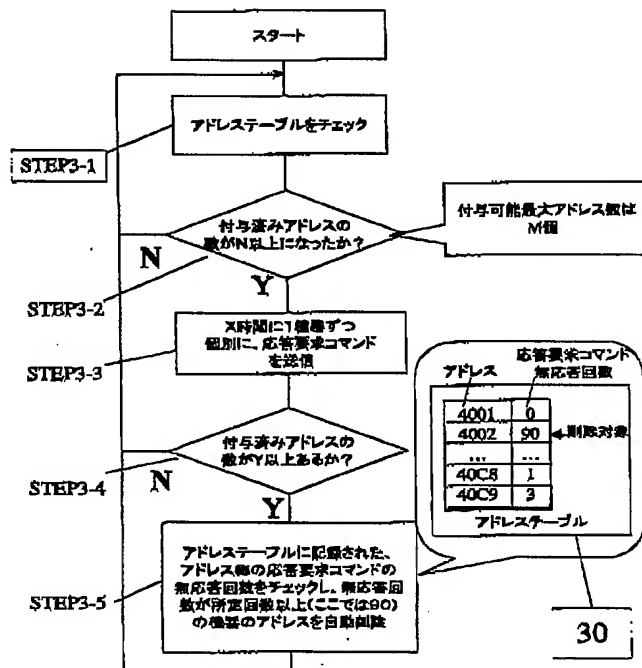 スタート
アドレステーブルをチェック
STEP3-1
付与済みアドレスの
数がN以上になったか?
付与可能最大アドレス数は
M個
N
Y
STEP3-2
X時間に1機器ずつ
個別に、応答要求コマンド
を送信
STEP3-3
付与済みアドレスの
数がY以上あるか?
N
Y
STEP3-4
アドレス
応答要求コマンド
無応答回数
4001 0
4002 90
削除対象
... ...
40C8 1
40C9 3
アドレステーブル
アドレステーブルに記録された、
アドレス毎の応答要求コマンドの
無応答回数をチェックし、無応答回
数が所定回数以上(ここでは90)
の機器のアドレスを自動削除
STEP3-5
30